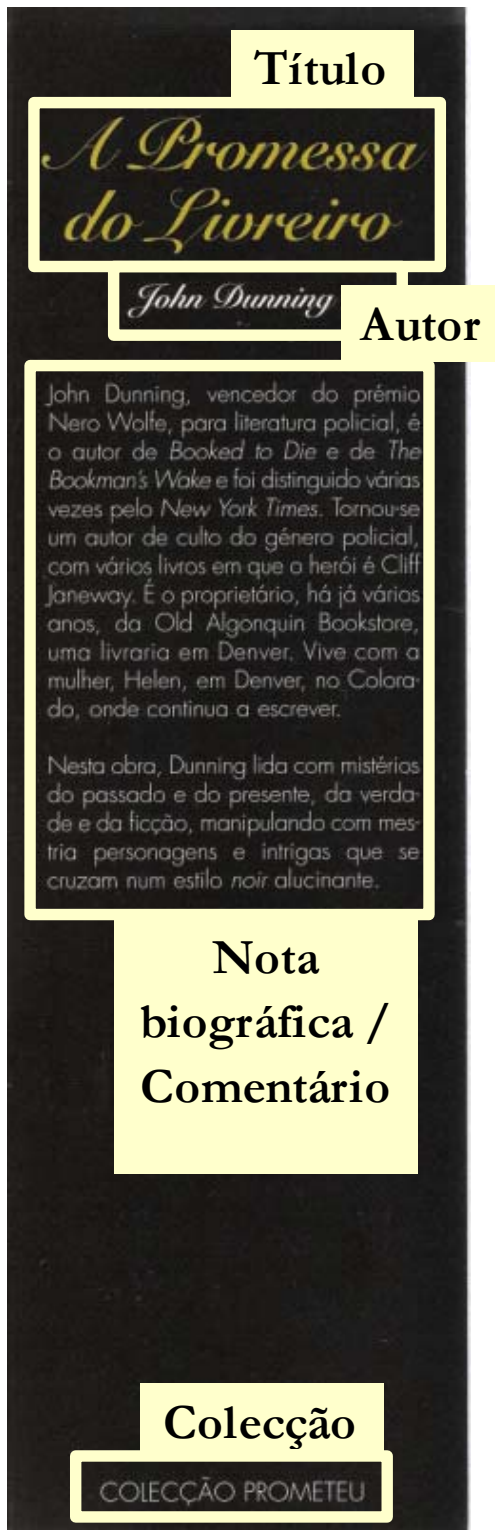 Título
A Promessa
do Livreiro
John Dunning
Autor
John Dunning, vencedor do prémio
Nero Wolfe, para literatura policial, é
o autor de Booked to Die e de The
Bookman's Wake e foi distinguido várias
vezes pelo New York Times. Tornou-se
um autor de culto do género policial,
com vários livros em que o herói é Cliff
Janeway. É o proprietário, há já vários
anos, da Old Algonquin Bookstore,
uma livraria em Denver. Vive com a
mulher, Helen, em Denver, no Colora-
do, onde continua a escrever.
Nesta obra, Dunning lida com mistérios
do passado e do presente, da verda-
de e da ficção, manipulando com mes-
tria personagens e intrigas que se
cruzam num estilo noir alucinante.
Nota
biográfica /
Comentário
Colecção
COLECÇÃO PROMETEU